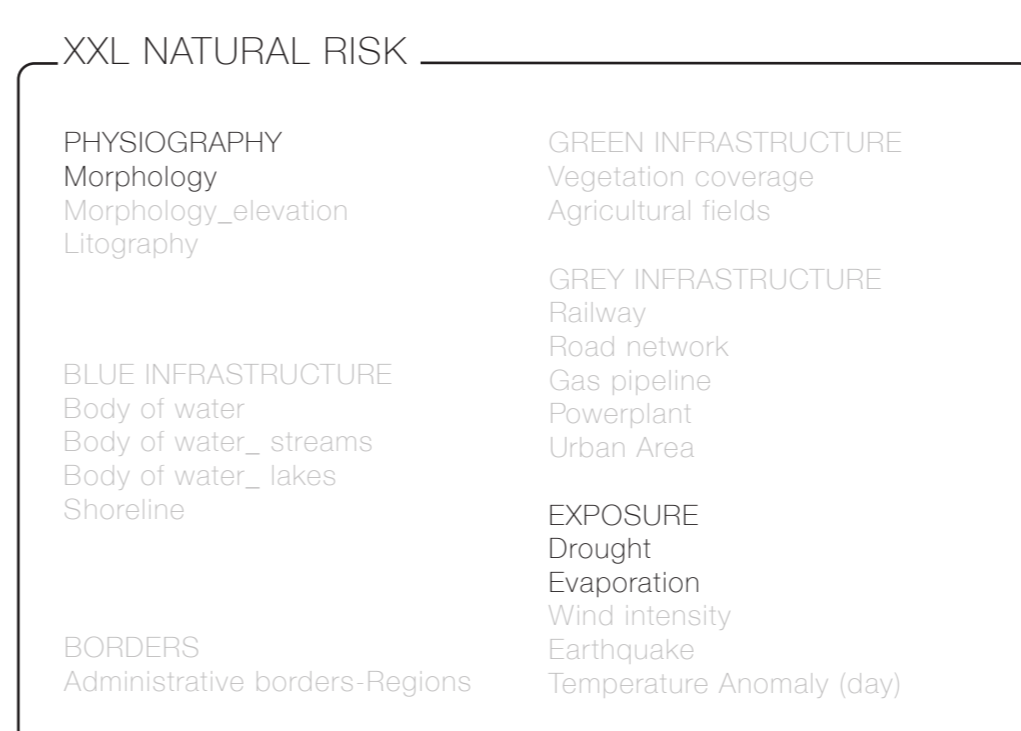 XXL NATURAL RISK
PHYSIOGRAPHY
Morphology
Morphology_elevation
Litography
BLUE INFRASTRUCTURE
Body of water
Body of water_ streams
Body of water_ lakes
Shoreline
BORDERS
Administrative borders-Regions
GREEN INFRASTRUCTURE
Vegetation coverage
Agricultural fields
GREY INFRASTRUCTURE
Railway
Road network
Gas pipeline
Powerplant
Urban Area
EXPOSURE
Drought
Evaporation
Wind intensity
Earthquake
Temperature Anomaly (day)